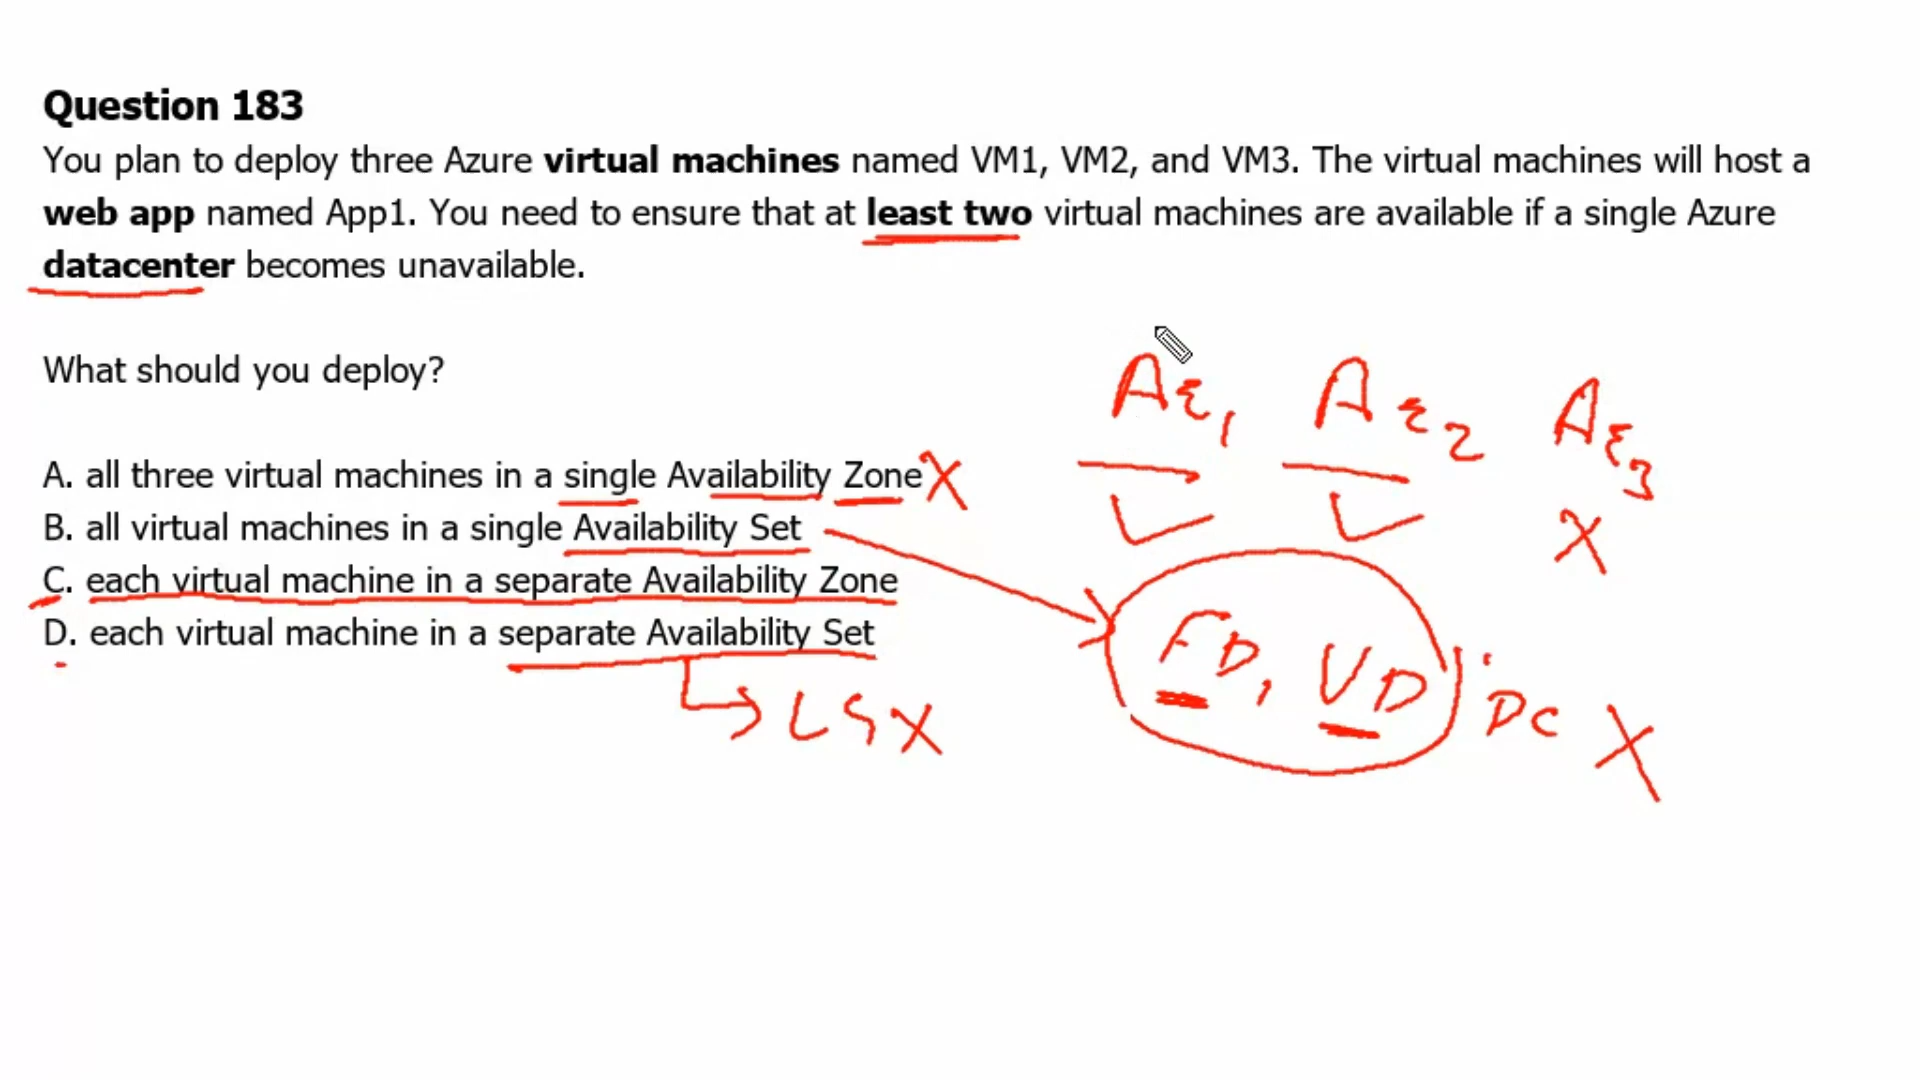 Question 183
You plan to deploy three Azure virtual machines named VM1, VM2, and VM3. The virtual machines will host a
web app named App1. You need to ensure that at least two virtual machines are available if a single Azure
datacenter becomes unavailable.
What should you deploy?
A. all three virtual machines in a single Availability Zone X
B. all virtual machines in a single Availability Set
C. each virtual machine in a separate Availability Zone
D. each virtual machine in a separate Availability Set
AZ1 AZ2 AZ3
X
FD, UD
DC X
X